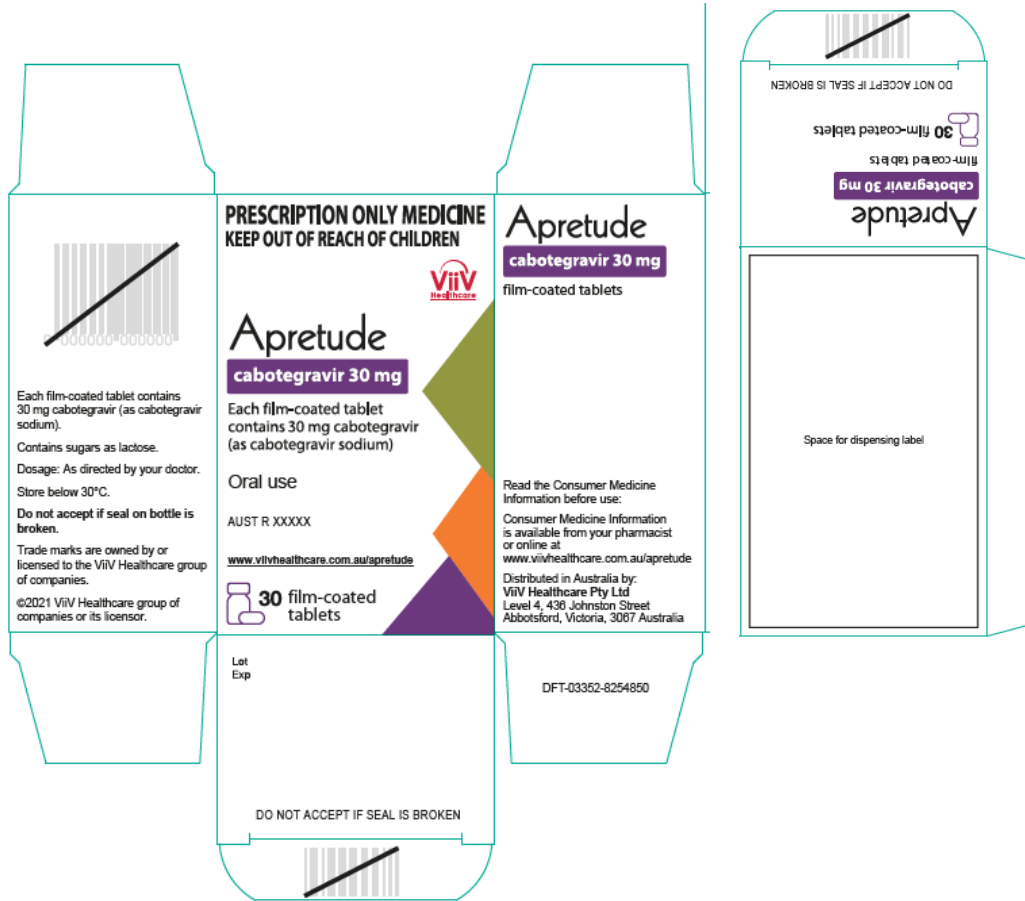 Each film-coated tablet contains
30 mg cabotegravir (as cabotegravir
sodium).
Contains sugars as lactose.
Dosage: As directed by your doctor.
Store below 30°C.
Do not accept if seal on bottle is
broken.
Trade marks are owned by or
licensed to the ViiV Healthcare group
of companies.
©2021 ViiV Healthcare group of
companies or its licensor.
PRESCRIPTION ONLY MEDICINE
KEEP OUT OF REACH OF CHILDREN
ViiV
Healthcare
Apretude
cabotegravir 30 mg
Each film-coated tablet
contains 30 mg cabotegravir
(as cabotegravir sodium)
Oral use
AUST R XXXXX
www.viivhealthcare.com.au/apretude
30 film-coated
tablets
Lot
Exp
DO NOT ACCEPT IF SEAL IS BROKEN
Apretude
cabotegravir 30 mg
film-coated tablets
Read the Consumer Medicine
Information before use:
Consumer Medicine Information
is available from your pharmacist
or online at
www.viivhealthcare.com.au/apretude
Distributed in Australia by:
ViiV Healthcare Pty Ltd
Level 4, 436 Johnston Street
Abbotsford, Victoria, 3067 Australia
DFT-03352-8254850
Apretude
cabotegravir 30 mg
film-coated tablets
30 film-coated tablets
DO NOT ACCEPT IF SEAL IS BROKEN
Space for dispensing label